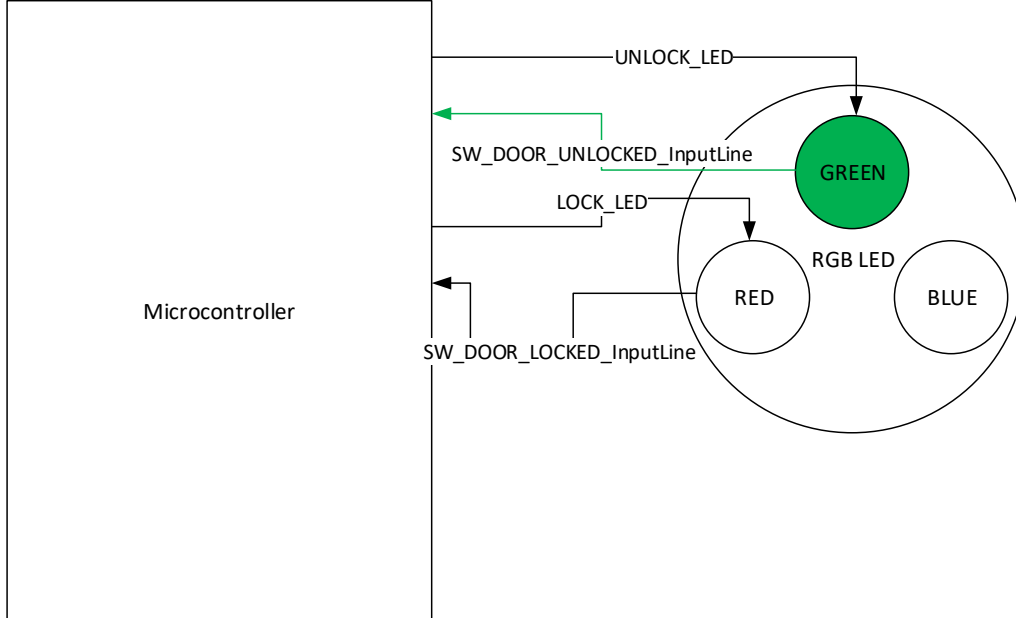 UNLOCK_LED
SW_DOOR_UNLOCKED_InputLine
GREEN
LOCK_LED
RGB LED
Microcontroller
RED
BLUE
SW_DOOR_LOCKED_InputLine